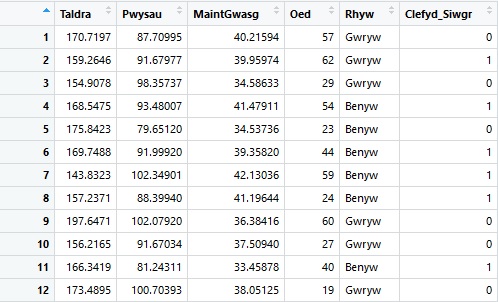 Taldra Pwysau MaintGwasg Oed Rhyw Clefyd_Siwgr
1 170.7197 87.70995 40.21594 57 Gwryw 0
2 159.2646 91.67977 39.95974 62 Gwryw 1
3 154.9078 98.35737 34.58633 29 Gwryw 0
4 168.5475 93.48007 41.47911 54 Benyw 1
5 175.8423 79.65120 34.53736 23 Benyw 0
6 169.7488 91.99920 39.35820 44 Benyw 1
7 143.8323 102.34901 42.13036 59 Benyw 1
8 157.2371 88.39940 41.19644 24 Benyw 1
9 197.6471 102.07920 36.38416 60 Gwryw 0
10 156.2165 91.67034 37.50940 27 Gwryw 0
11 166.3419 81.24311 33.45878 40 Benyw 1
12 173.4895 100.70393 38.05125 19 Gwryw 0